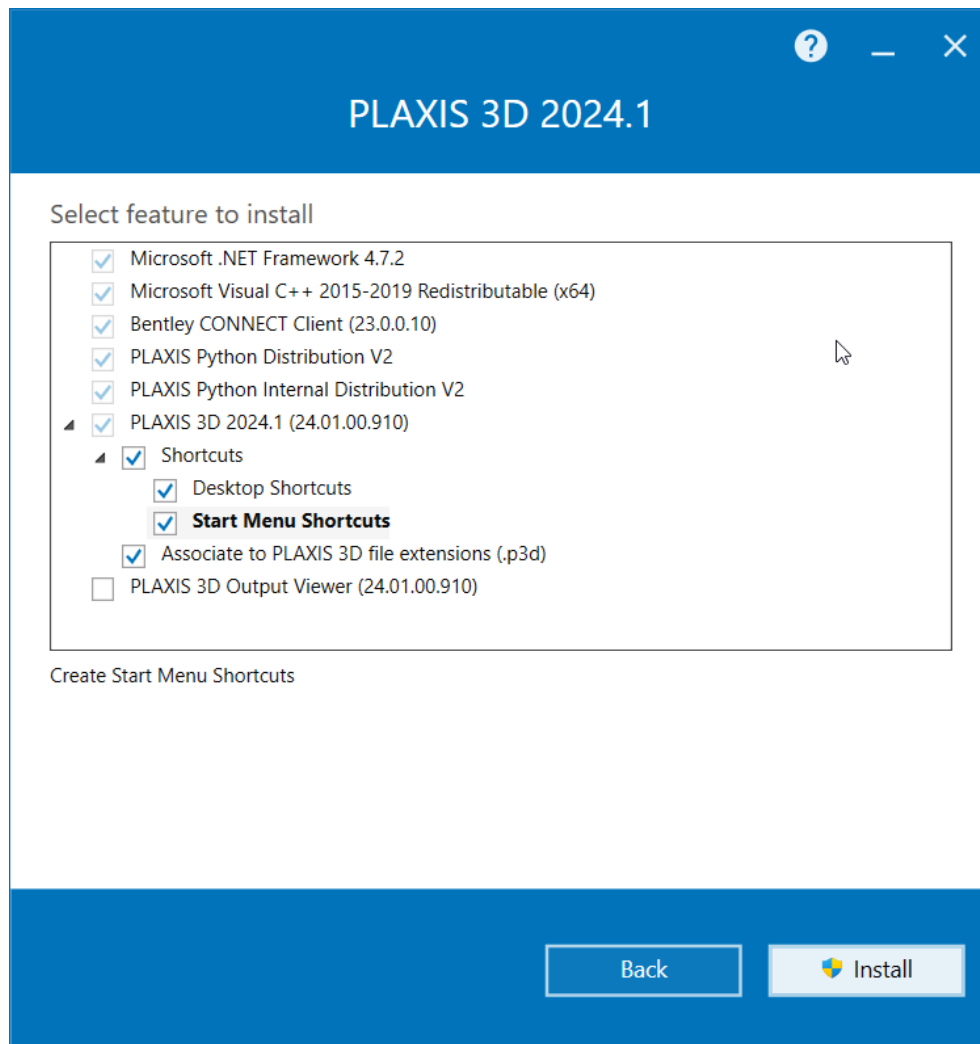 PLAXIS 3D 2024.1
Select feature to install
Microsoft .NET Framework 4.7.2
Microsoft Visual C++ 2015-2019 Redistributable (x64)
Bentley CONNECT Client (23.0.0.10)
PLAXIS Python Distribution V2
PLAXIS Python Internal Distribution V2
PLAXIS 3D 2024.1 (24.01.00.910)
Shortcuts
Desktop Shortcuts
Start Menu Shortcuts
Associate to PLAXIS 3D file extensions (.p3d)
PLAXIS 3D Output Viewer (24.01.00.910)
Create Start Menu Shortcuts
Back
Install